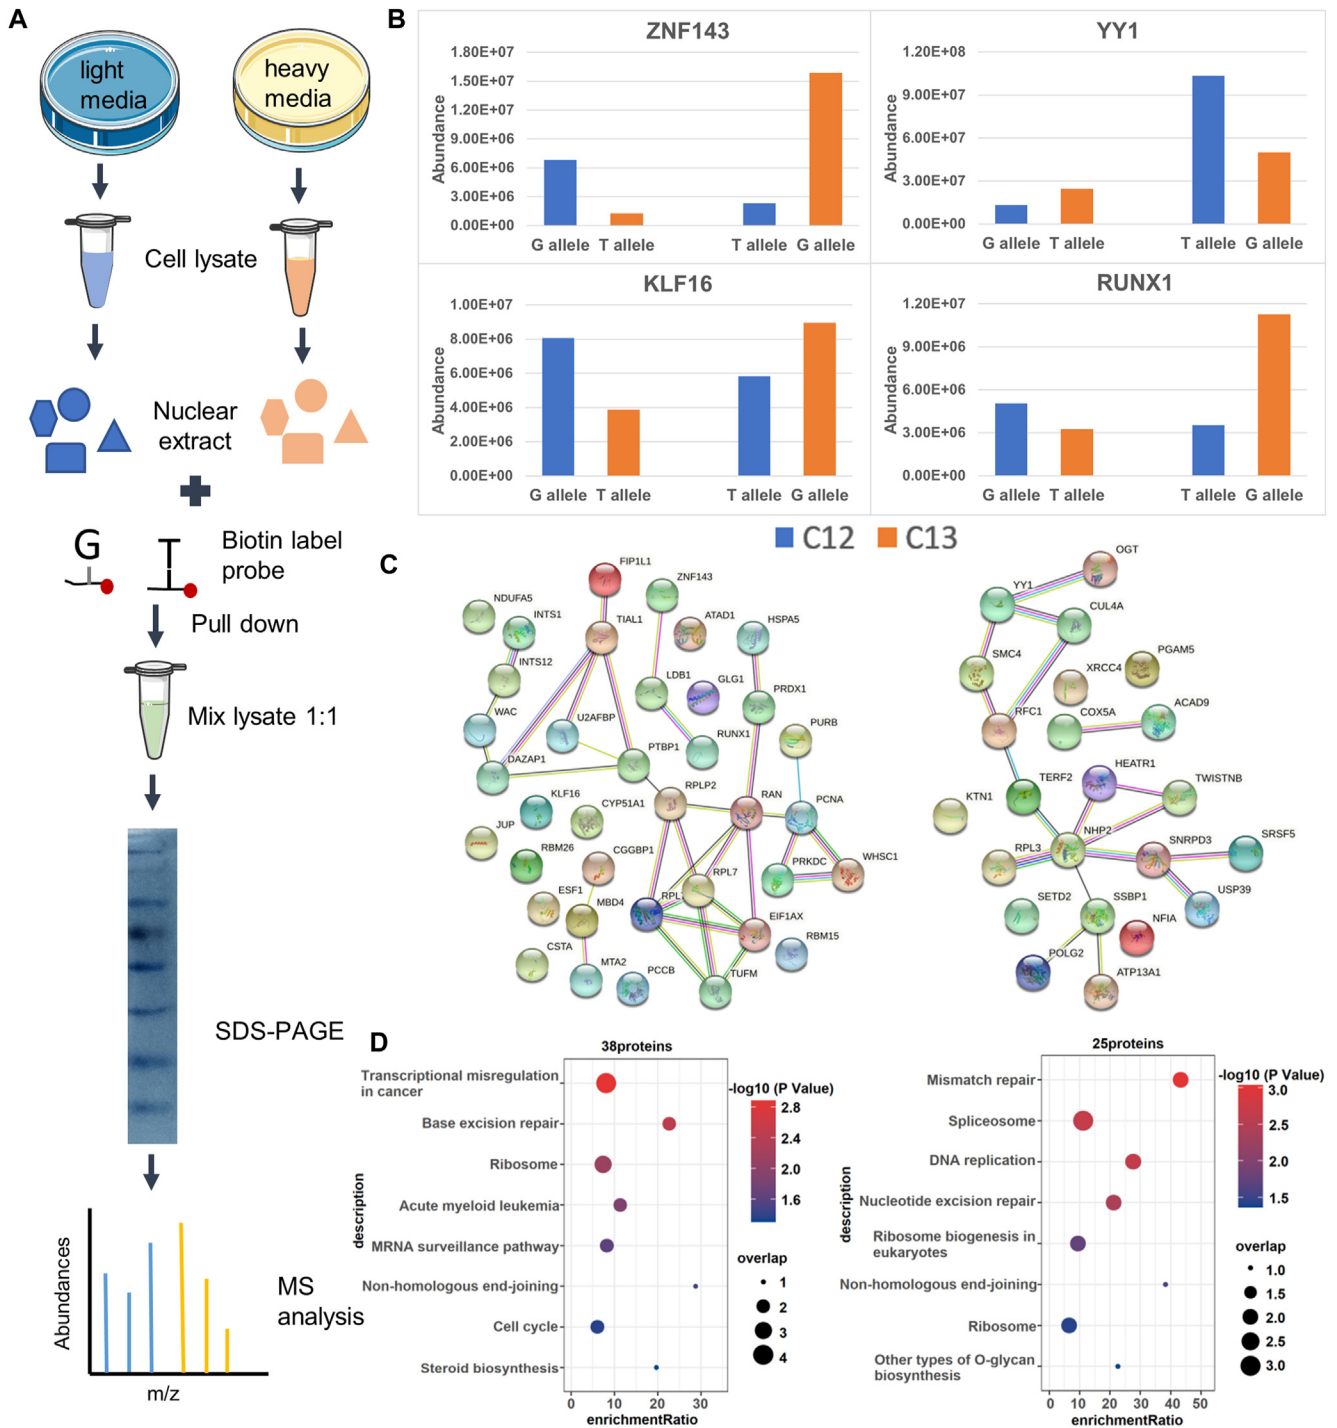 A
light
media
heavy
media
Cell lysate
Nuclear
extract
G
T
Biotin label
probe
Pull down
Mix lysate 1:1
SDS-PAGE
Abundances
m/z
MS
analysis
B
ZNF143
Abundance
1.80E+07
1.50E+07
1.20E+07
9.00E+06
6.00E+06
3.00E+06
0.00E+00
G allele T allele T allele G allele
YY1
Abundance
1.20E+08
9.00E+07
6.00E+07
3.00E+07
0.00E+00
G allele T allele T allele G allele
KLF16
Abundance
1.00E+07
8.00E+06
6.00E+06
4.00E+06
2.00E+06
0.00E+00
G allele T allele T allele G allele
RUNX1
Abundance
1.20E+07
9.00E+06
6.00E+06
3.00E+06
0.00E+00
G allele T allele T allele G allele
C12 C13
C
FIP1L1
ZNF143
NDUFA5
INTS1
TIAL1
ATAD1
HSPA5
INTS12
LDB1
GLG1
PRDX1
WAC
U2AFBP
RUNX1
PURB
DAZAP1
PTBP1
RPLP2
RAN
PCNA
KLF16
CYP51A1
JUP
RBM26
CGGBP1
PRKDC
WHSC1
RPL7
ESF1
MBD4
EIF1AX
RBM15
CSTA
MTA2
PCCB
TUFM
OGT
YY1
CUL4A
SMC4
XRCC4
PGAM5
RFC1
COX5A
ACAD9
TERF2
HEATR1
TWISTNB
KTN1
NHP2
RPL3
SNRPD3
SRSF5
SETD2
SSBP1
USP39
NFIA
POLG2
ATP13A1
D
38proteins
description
Transcriptional misregulation
in cancer
Base excision repair
Ribosome
Acute myeloid leukemia
MRNA surveillance pathway
Non-homologous end-joining
Cell cycle
Steroid biosynthesis
0 10 20 30
enrichmentRatio
-log10 (P Value)
2.8
2.4
2.0
1.6
overlap
1
2
3
4
25proteins
description
Mismatch repair
Spliceosome
DNA replication
Nucleotide excision repair
Ribosome biogenesis in
eukaryotes
Non-homologous end-joining
Ribosome
Other types of O-glycan
biosynthesis
0 10 20 30 40 50
enrichmentRatio
-log10 (P Value)
3.0
2.5
2.0
1.5
overlap
1.0
1.5
2.0
2.5
3.0